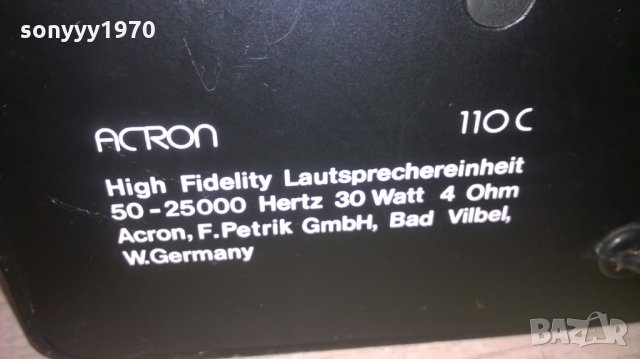 sonyyy1970
ACRON 110 C
High Fidelity Lautsprechereinheit
50-25000 Hertz 30 Watt 4 Ohm
Acron, F. Petrik GmbH, Bad Vilbel,
W. Germany
BAZAR